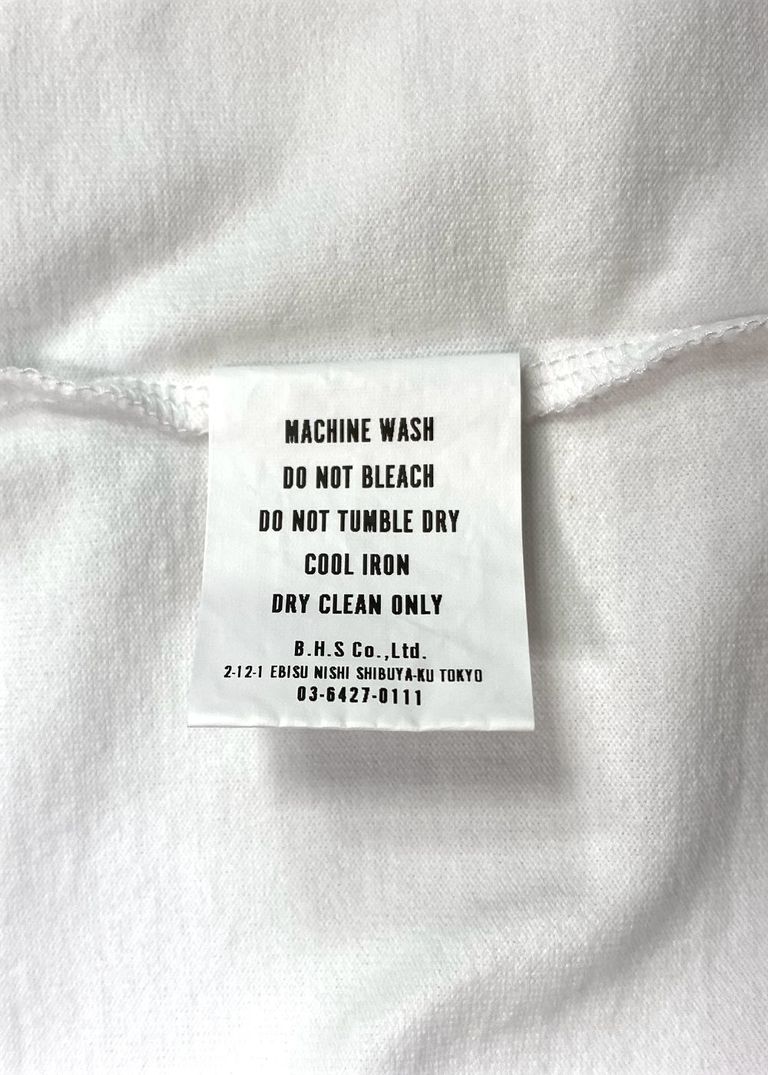 MACHINE WASH
DO NOT BLEACH
DO NOT TUMBLE DRY
COOL IRON
DRY CLEAN ONLY
B.H.S Co.,Ltd.
2-12-1 EBISU NISHI SHIBUYA-KU TOKYO
03-6427-0111